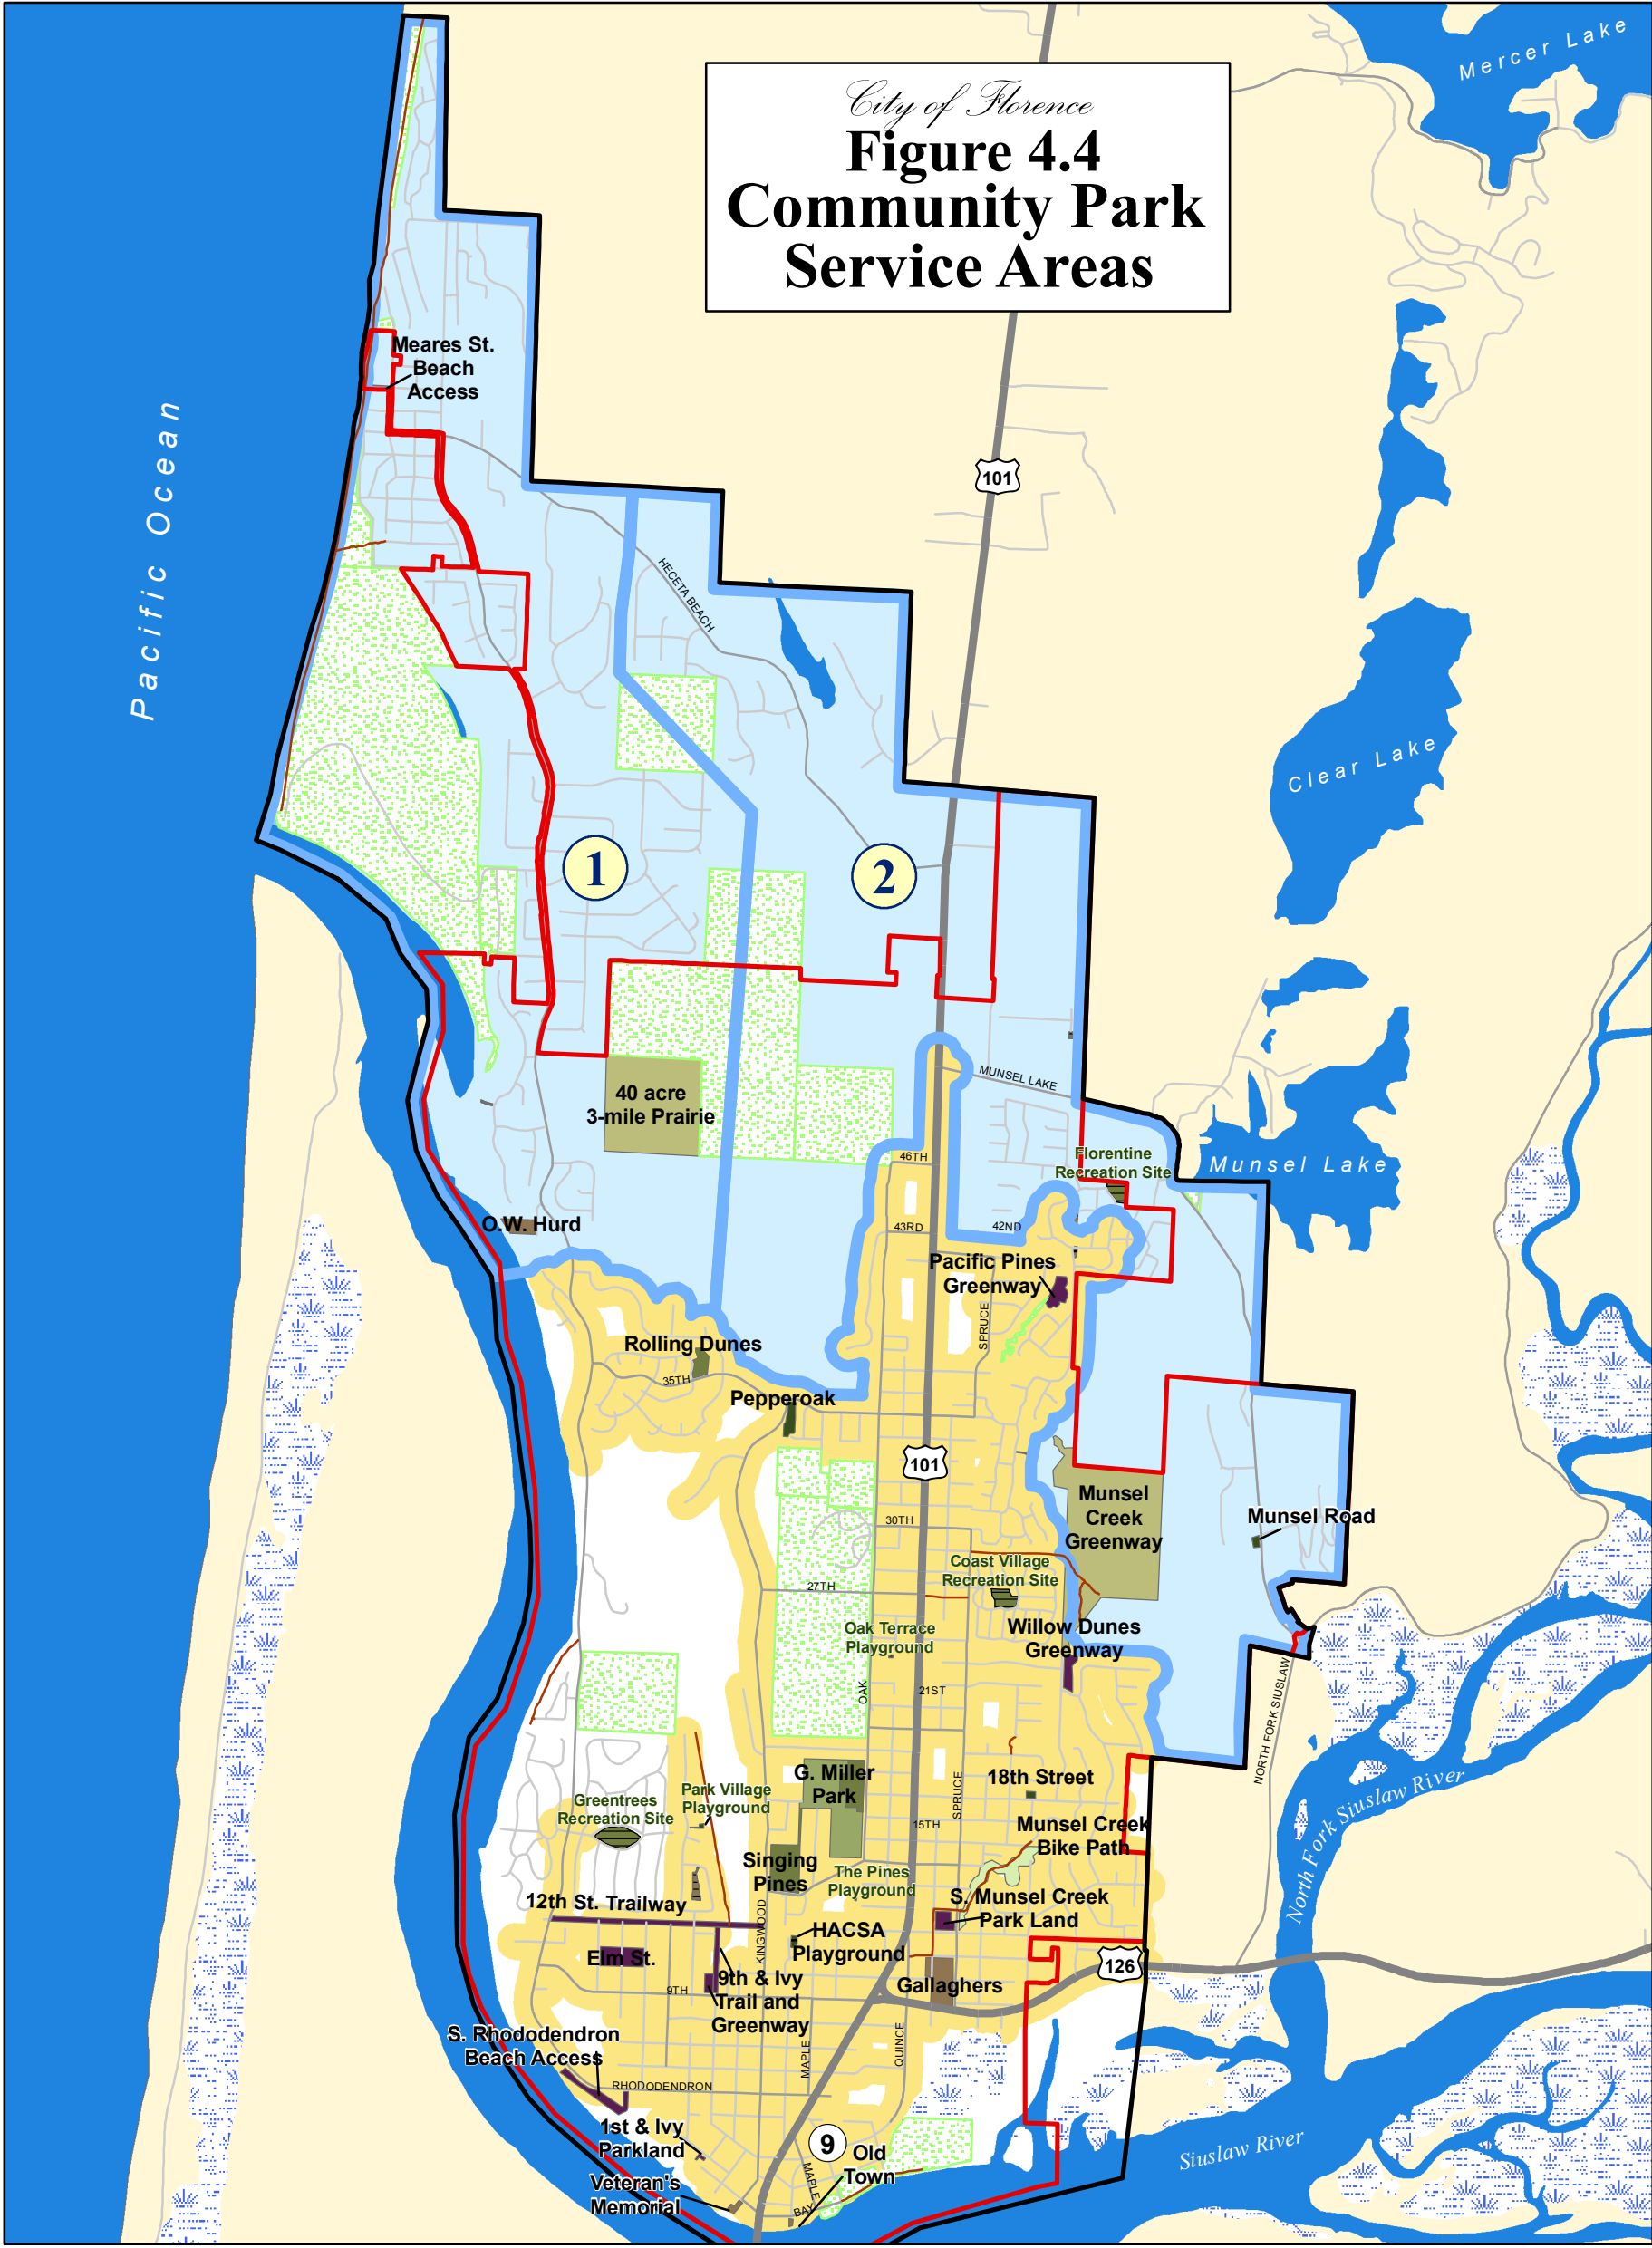 City of Florence
Figure 4.4
Community Park
Service Areas
Mercer Lake
Pacific Ocean
Meares St.
Beach
Access
101
HECETA BEACH
Clear Lake
1
2
MUNSEL LAKE
40 acre
3-mile Prairie
46TH
Florentine
Recreation Site
Munsel Lake
O.W. Hurd
43RD
42ND
Pacific Pines
Greenway
SPRUCE
Rolling Dunes
35TH
Pepperoak
101
Munsel
Creek
Greenway
Munsel Road
30TH
Coast Village
Recreation Site
27TH
Oak Terrace
Playground
Willow Dunes
Greenway
OAK
21ST
NORTH FORK SIUSLAW
G. Miller
Park
18th Street
Park Village
Playground
Greentrees
Recreation Site
SPRUCE
15TH
Munsel Creek
Bike Path
North Fork Siuslaw River
Singing
Pines
The Pines
Playground
12th St. Trailway
S. Munsel Creek
Park Land
KINGWOOD
HACSA
Playground
Elm St.
126
9th & Ivy
Trail and
Greenway
9TH
Gallaghers
S. Rhododendron
Beach Access
MAPLE
QUINCE
RHODODENDRON
1st & Ivy
Parkland
9
Old
Town
Siuslaw River
Veteran's
Memorial
MAPLE
BAY